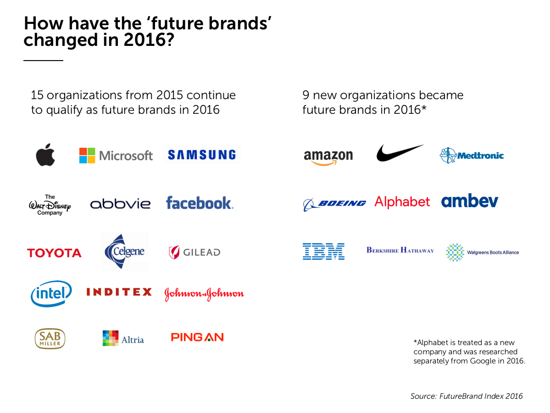 How have the ‘future brands’
changed in 2016?
15 organizations from 2015 continue
to qualify as future brands in 2016
9 new organizations became
future brands in 2016*
Microsoft
SAMSUNG
amazon
Medtronic
The
WALT DISNEY
Company
abbvie
facebook.
BOEING
Alphabet
ambev
TOYOTA
Celgene
GILEAD
IBM
BERKSHIRE HATHAWAY
Walgreens Boots Alliance
intel
INDITEX
Johnson&Johnson
SAB
MILLER
Altria
PING AN
*Alphabet is treated as a new
company and was researched
separately from Google in 2016.
Source: FutureBrand Index 2016